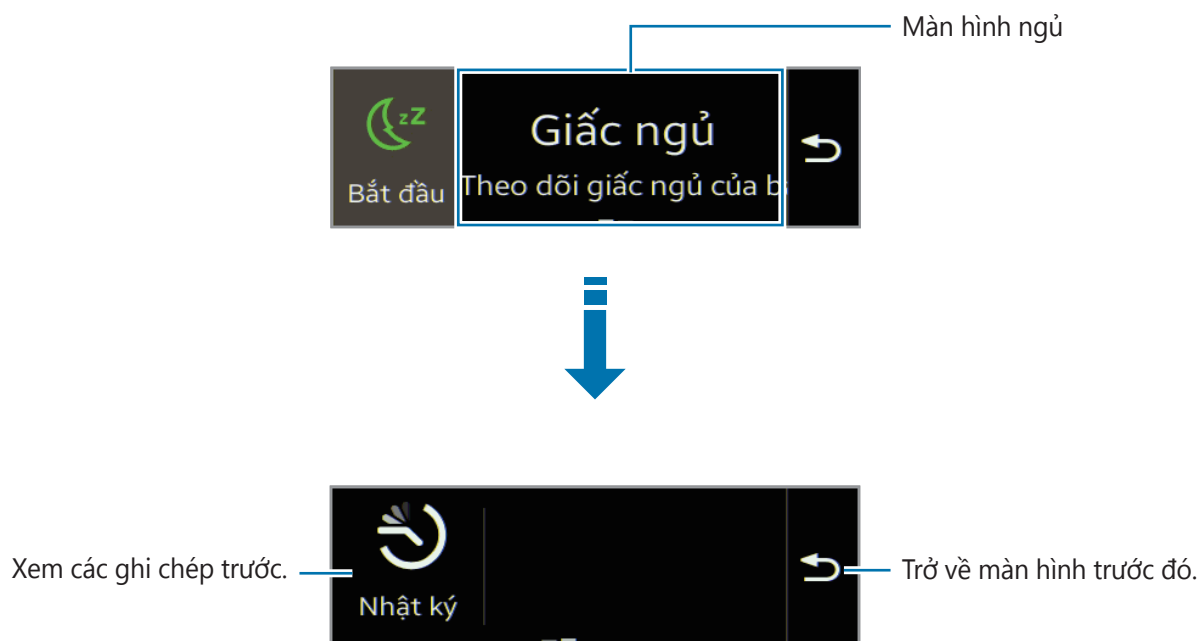 Màn hình ngủ
zZ
Giấc ngủ
Bắt đầu
Theo dõi giấc ngủ của
Xem các ghi chép trước.
Trở về màn hình trước đó.
Nhật ký